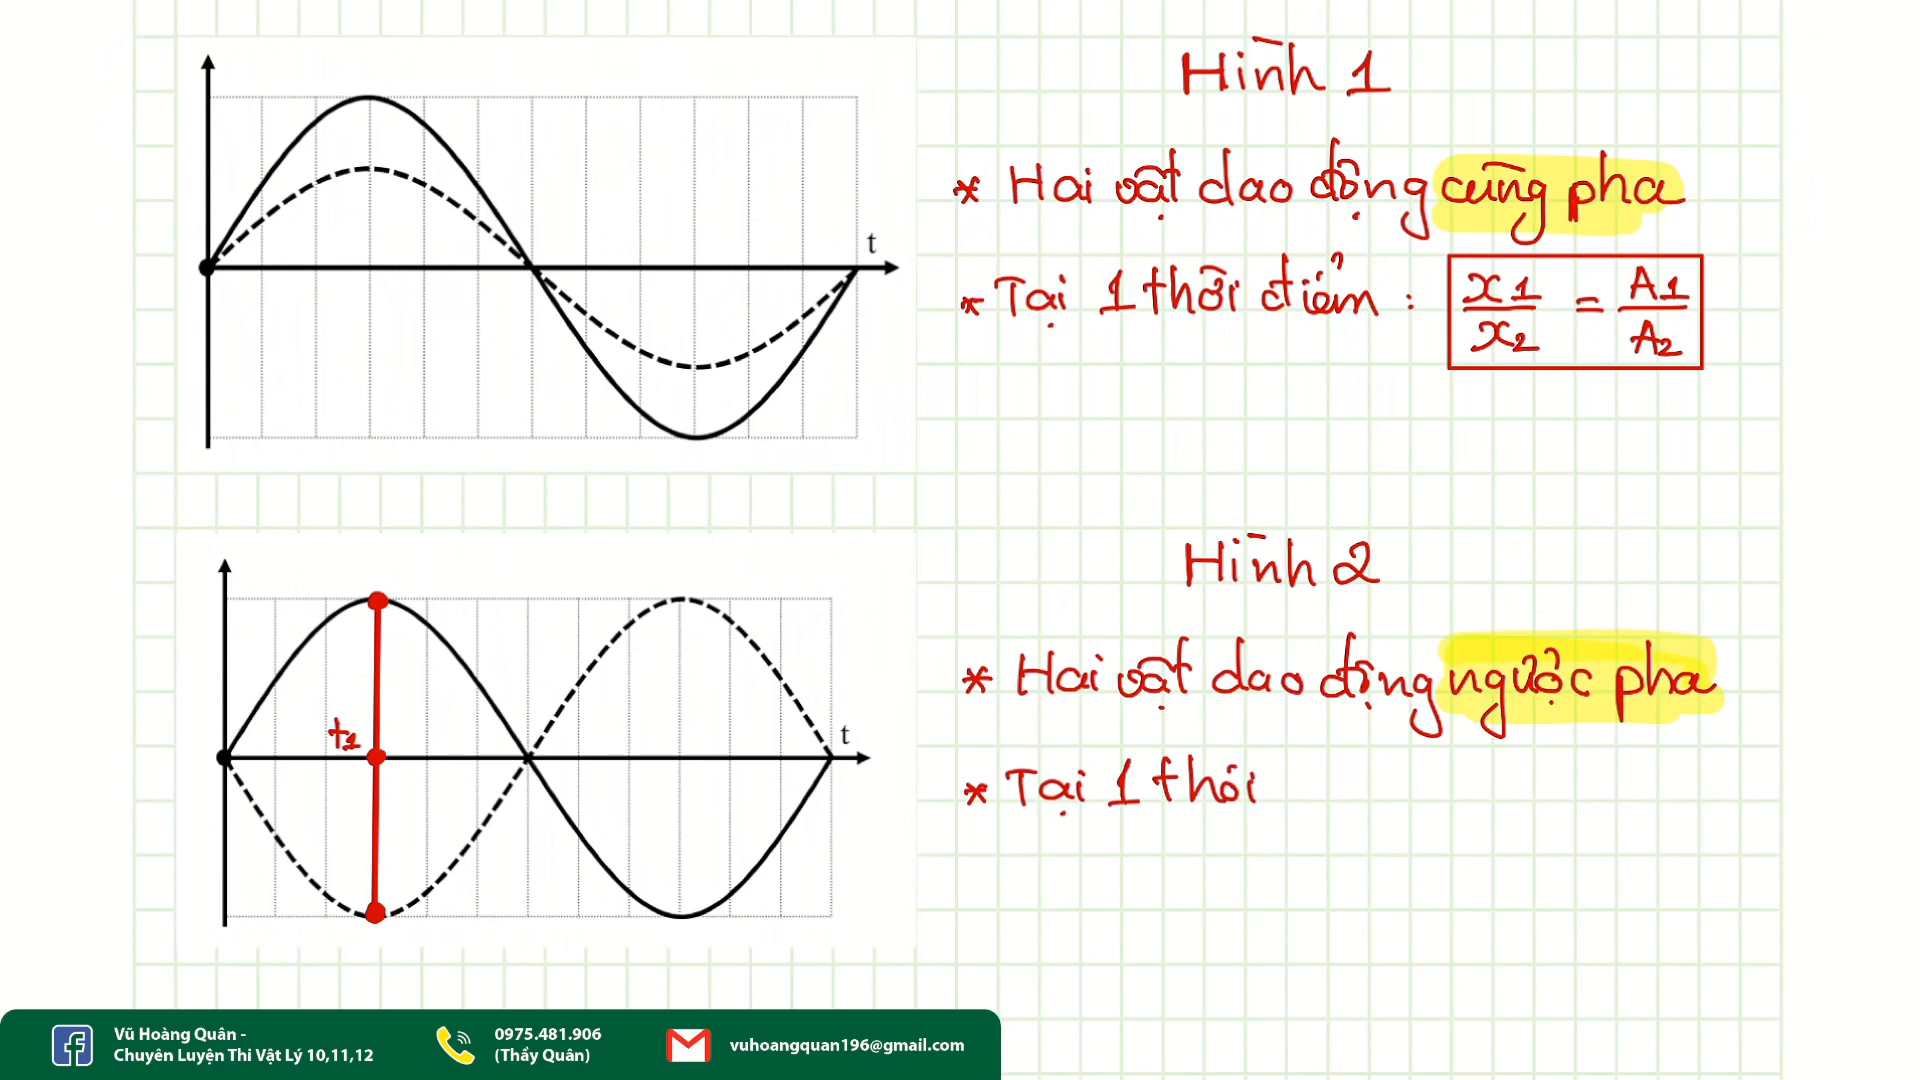 Hình 1
* Hai vật dao động cùng pha
* Tại 1 thời điểm : x1/x2 = A1/A2
t
Hình 2
* Hai vật dao động ngược pha
* Tại 1 thời
t1
t
Vũ Hoàng Quân -
Chuyên Luyện Thi Vật Lý 10,11,12
0975.481.906
(Thầy Quân)
vuhoangquan196@gmail.com